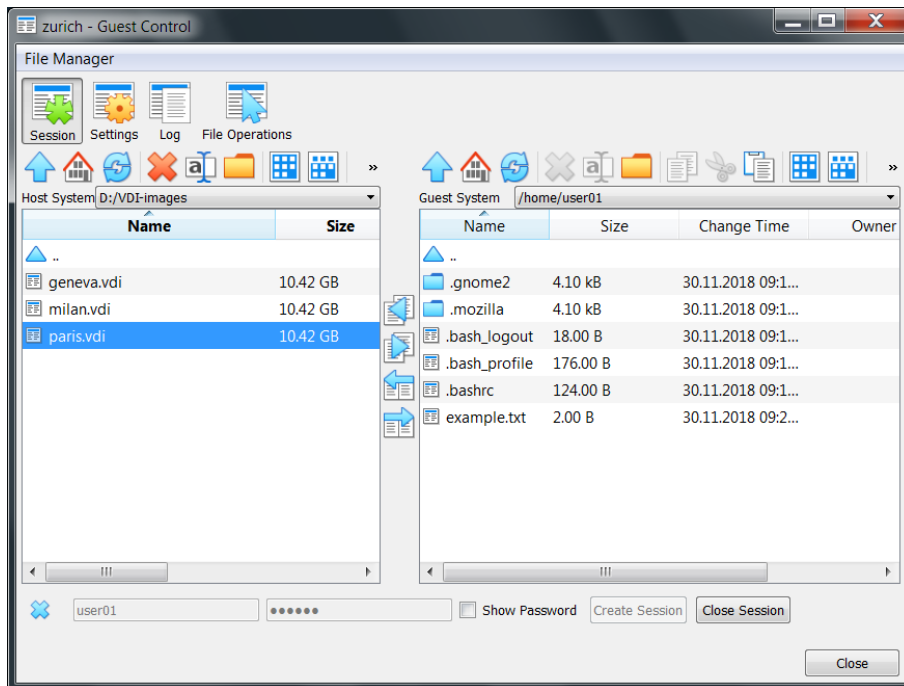 zurich - Guest Control
File Manager
Session Settings Log File Operations
» »
Host System D:/VDI-images Guest System /home/user01
Name Size Name Size Change Time Owner
.. ..
geneva.vdi 10.42 GB .gnome2 4.10 kB 30.11.2018 09:1...
milan.vdi 10.42 GB .mozilla 4.10 kB 30.11.2018 09:1...
paris.vdi 10.42 GB .bash_logout 18.00 B 30.11.2018 09:1...
.bash_profile 176.00 B 30.11.2018 09:1...
.bashrc 124.00 B 30.11.2018 09:1...
example.txt 2.00 B 30.11.2018 09:2...
user01 •••••• Show Password Create Session Close Session
Close